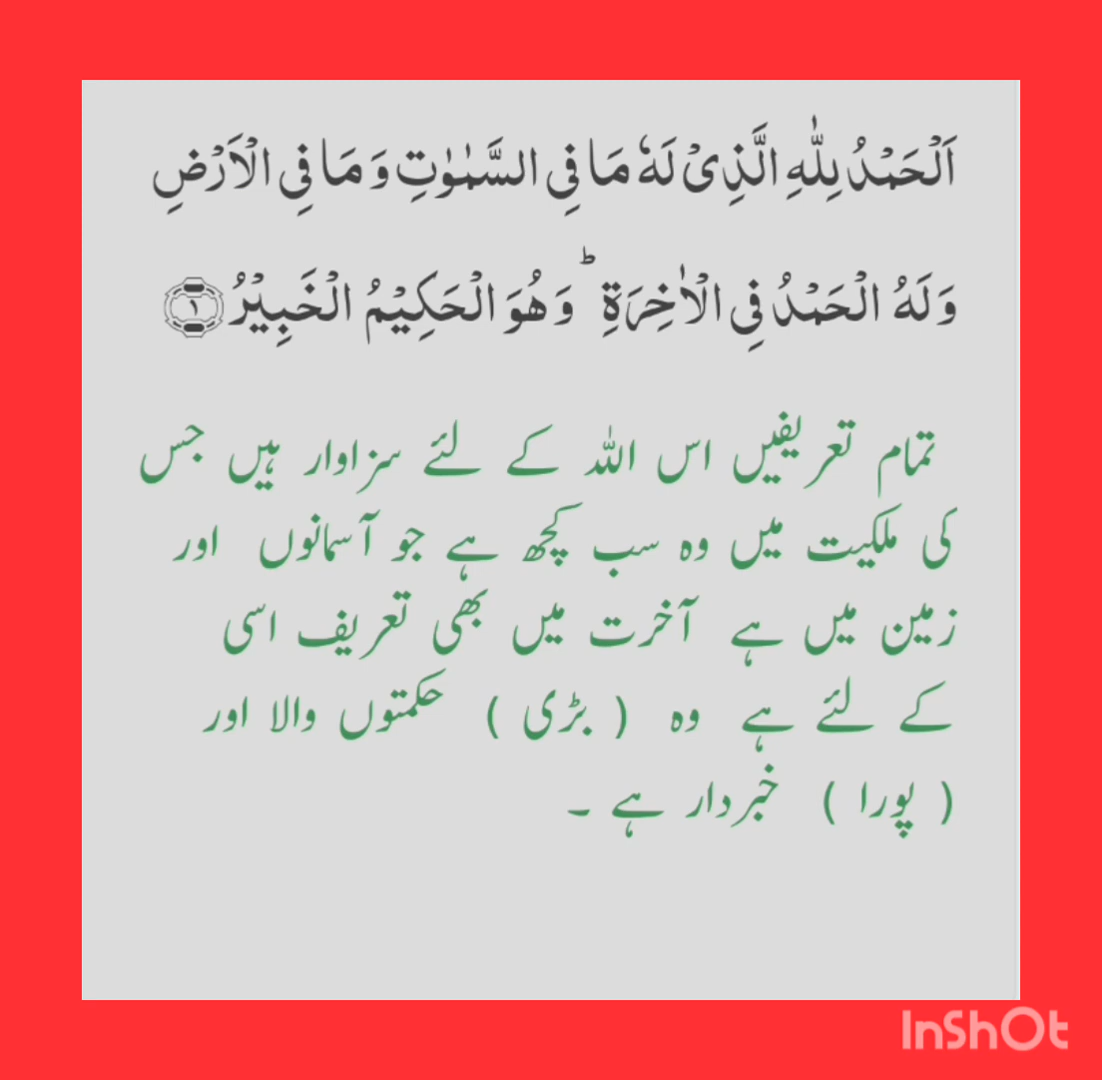 اَلْحَمْدُ لِلّٰهِ الَّذِیْ لَهٗ مَا فِی السَّمٰوٰتِ وَ مَا فِی الْاَرْضِ
وَ لَهُ الْحَمْدُ فِی الْاٰخِرَةِ ؕ وَ هُوَ الْحَكِیْمُ الْخَبِیْرُ ۝۱
تمام تعریفیں اس اللہ کے لئے سزاوار ہیں جس
کی ملکیت میں وہ سب کچھ ہے جو آسمانوں اور
زمین میں ہے آخرت میں بھی تعریف اسی
کے لئے ہے وہ ( بڑی ) حکمتوں والا اور
( پورا ) خبردار ہے ۔
InShOt